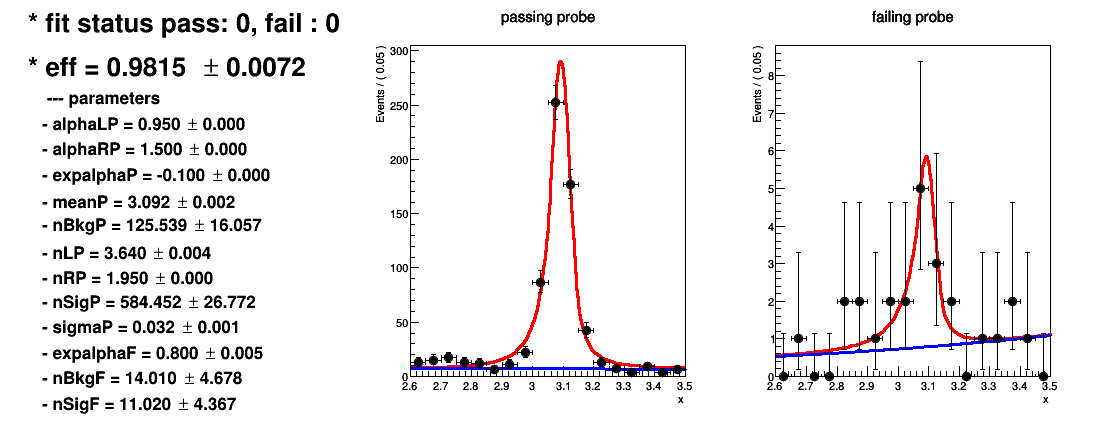 * fit status pass: 0, fail : 0
* eff = 0.9815 ± 0.0072
--- parameters
- alphaLP = 0.950 ± 0.000
- alphaRP = 1.500 ± 0.000
- expalphaP = -0.100 ± 0.000
- meanP = 3.092 ± 0.002
- nBkgP = 125.539 ± 16.057
- nLP = 3.640 ± 0.004
- nRP = 1.950 ± 0.000
- nSigP = 584.452 ± 26.772
- sigmaP = 0.032 ± 0.001
- expalphaF = 0.800 ± 0.005
- nBkgF = 14.010 ± 4.678
- nSigF = 11.020 ± 4.367
passing probe
Events / ( 0.05 )
300
250
200
150
100
50
0
2.6 2.7 2.8 2.9 3 3.1 3.2 3.3 3.4 3.5
x
failing probe
Events / ( 0.05 )
8
7
6
5
4
3
2
1
0
2.6 2.7 2.8 2.9 3 3.1 3.2 3.3 3.4 3.5
x